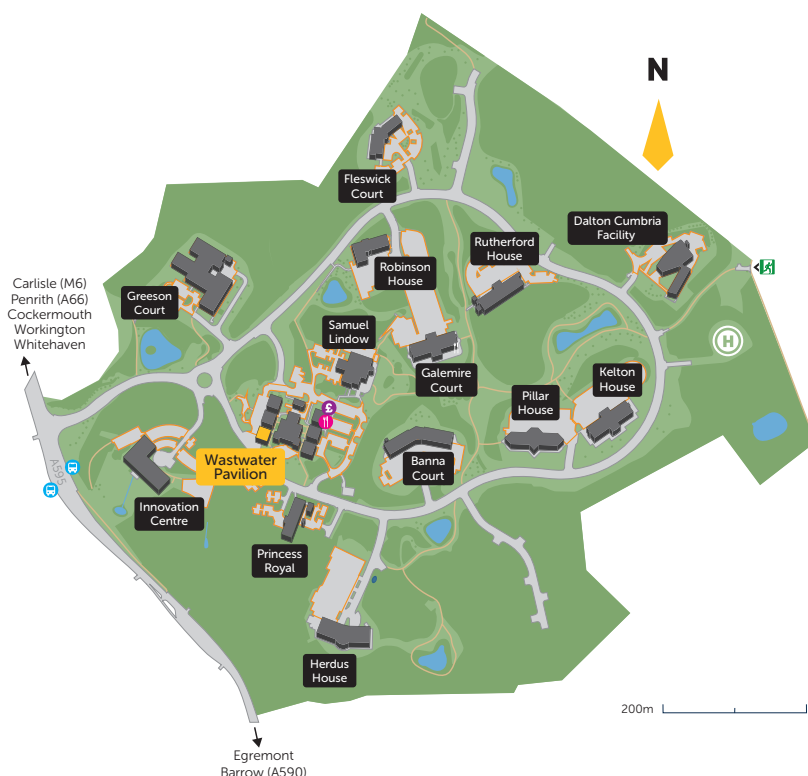 N
Fleswick
Court
Dalton Cumbria
Facility
Rutherford
House
Robinson
House
Greeson
Court
Carlisle (M6)
Penrith (A66)
Cockermouth
Workington
Whitehaven
Samuel
Lindow
H
Galemire
Court
Kelton
House
Pillar
House
£
Wastwater
Pavilion
Banna
Court
A595
Innovation
Centre
Princess
Royal
Herdus
House
200m
Egremont
Barrow (A590)